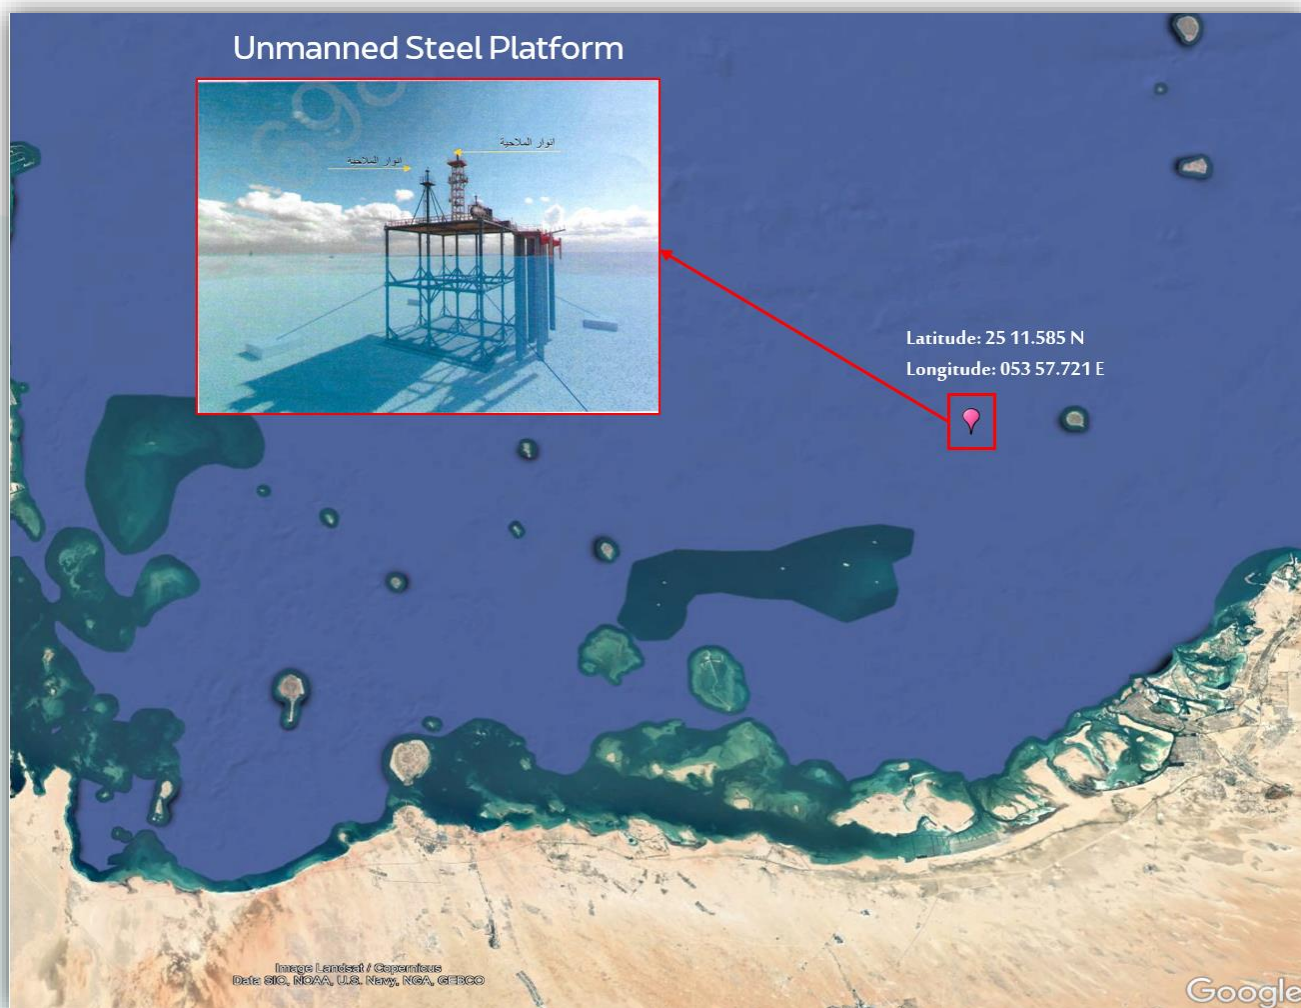 Unmanned Steel Platform
انوار الملاحية
انوار الملاحية
Latitude: 25 11.585 N
Longitude: 053 57.721 E
Image Landsat / Copernicus
Data SIO, NOAA, U.S. Navy, NGA, GEBCO
Google